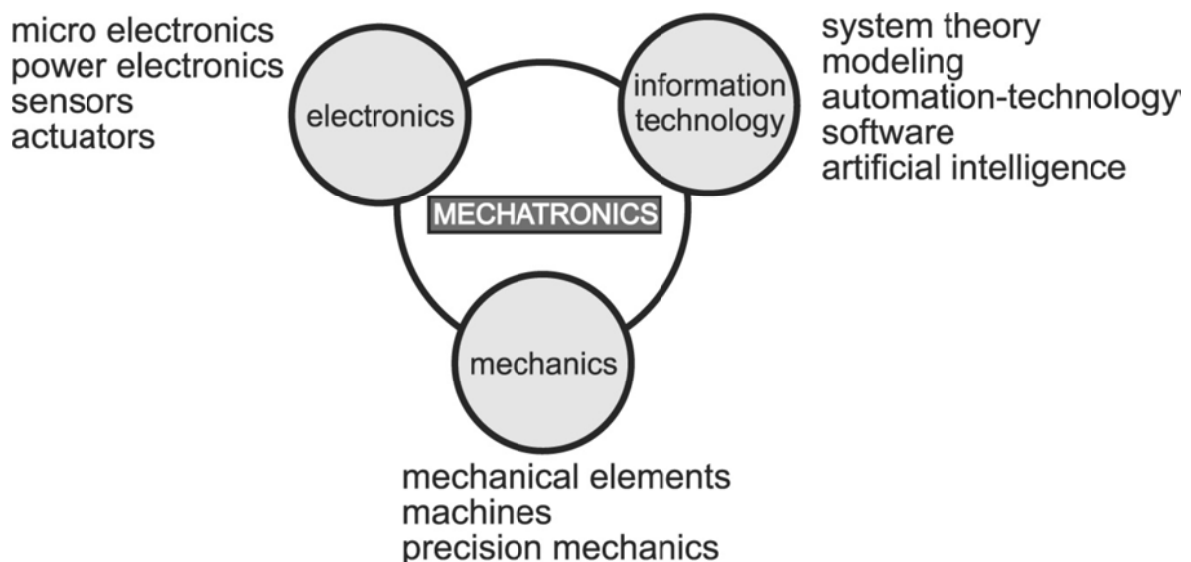 micro electronics
power electronics
sensors
actuators
electronics
information
technology
system theory
modeling
automation-technology
software
artificial intelligence
MECHATRONICS
mechanics
mechanical elements
machines
precision mechanics